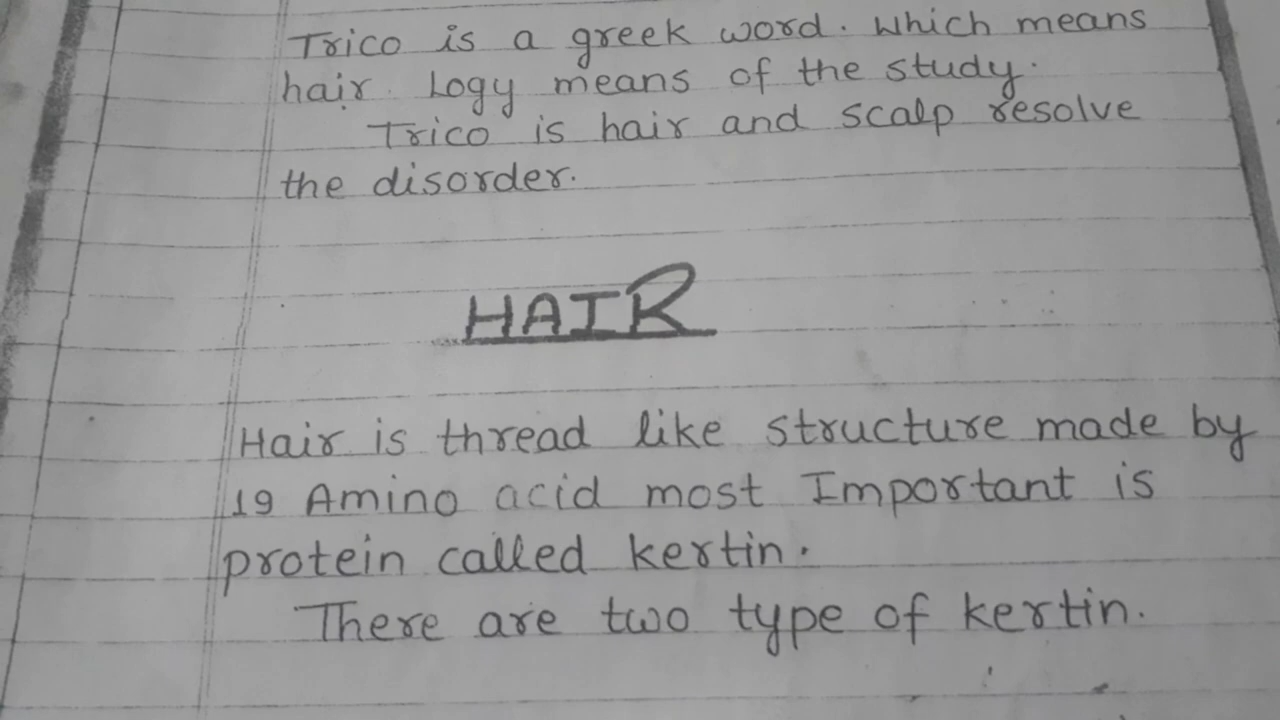 Trico is a greek word. Which means
hair. Logy means of the study.
Trico is hair and scalp resolve
the disorder.
HAIR
Hair is thread like structure made by
19 Amino acid most Important is
protein called kertin.
There are two type of kertin.